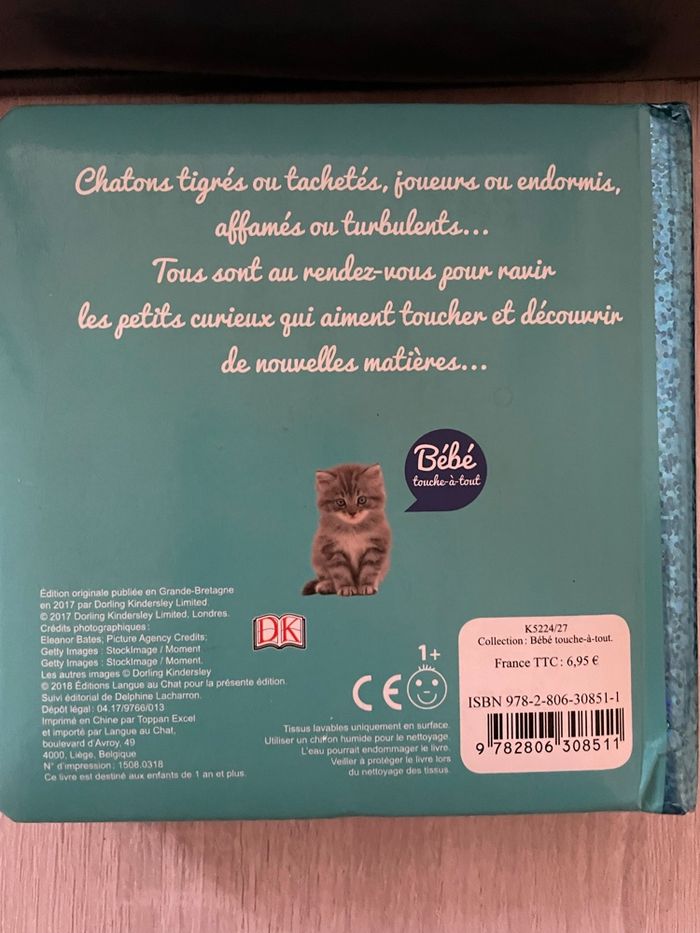 Chatons tigrés ou tachetés, joueurs ou endormis,
affamés ou turbulents...
Tous sont au rendez-vous pour ravir
les petits curieux qui aiment toucher et découvrir
de nouvelles matières...
Bébé
touche-à-tout
Édition originale publiée en Grande-Bretagne
en 2017 par Dorling Kindersley Limited.
© 2017 Dorling Kindersley Limited, Londres.
Crédits photographiques :
Eleanor Bates; Picture Agency Credits:
Getty Images : StockImage / Moment
Getty Images : StockImage / Moment.
Les autres images © Dorling Kindersley
© 2018 Éditions Langue au Chat pour la présente édition.
Suivi éditorial de Delphine Lacharron.
Dépôt légal : 04.17/9766/013
Imprimé en Chine par Toppan Excel
et importé par Langue au Chat,
boulevard d'Avroy, 49
4000, Liège, Belgique
N° d'impression : 1508.0318
Ce livre est destiné aux enfants de 1 an et plus.
DK
1+
CE
Tissus lavables uniquement en surface.
Utiliser un chiffon humide pour le nettoyage.
L'eau pourrait endommager le livre.
Veiller à protéger le livre lors
du nettoyage des tissus.
K5224/27
Collection : Bébé touche-à-tout.
France TTC : 6,95 €
ISBN 978-2-806-30851-1
9 782806 308511